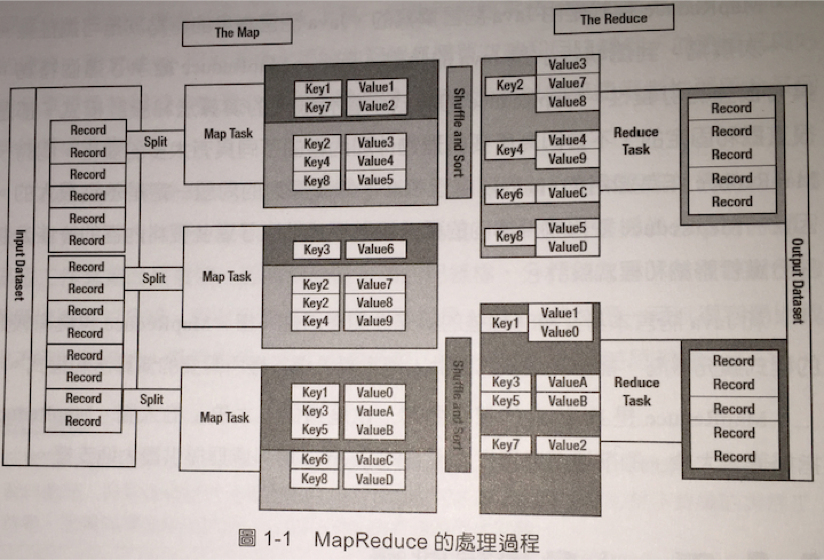 The Map
The Reduce
Input Dataset
Record
Record
Record
Record
Record
Record
Record
Record
Record
Record
Record
Record
Record
Record
Split
Split
Split
Map Task
Key1 Value1
Key7 Value2
Key2 Value3
Key4 Value4
Key8 Value5
Map Task
Key3 Value6
Key2 Value7
Key2 Value8
Key4 Value9
Map Task
Key1 Value0
Key3 ValueA
Key5 ValueB
Key6 ValueC
Key8 ValueD
Shuffle and Sort
Shuffle and Sort
Key2
Value3
Value7
Value8
Key4
Value4
Value9
Key6 ValueC
Key8
Value5
ValueD
Reduce
Task
Key1
Value1
Value0
Key3 ValueA
Key5 ValueB
Key7 Value2
Reduce
Task
Record
Record
Record
Record
Record
Record
Record
Record
Record
Record
Output Dataset
圖 1-1 MapReduce 的處理過程